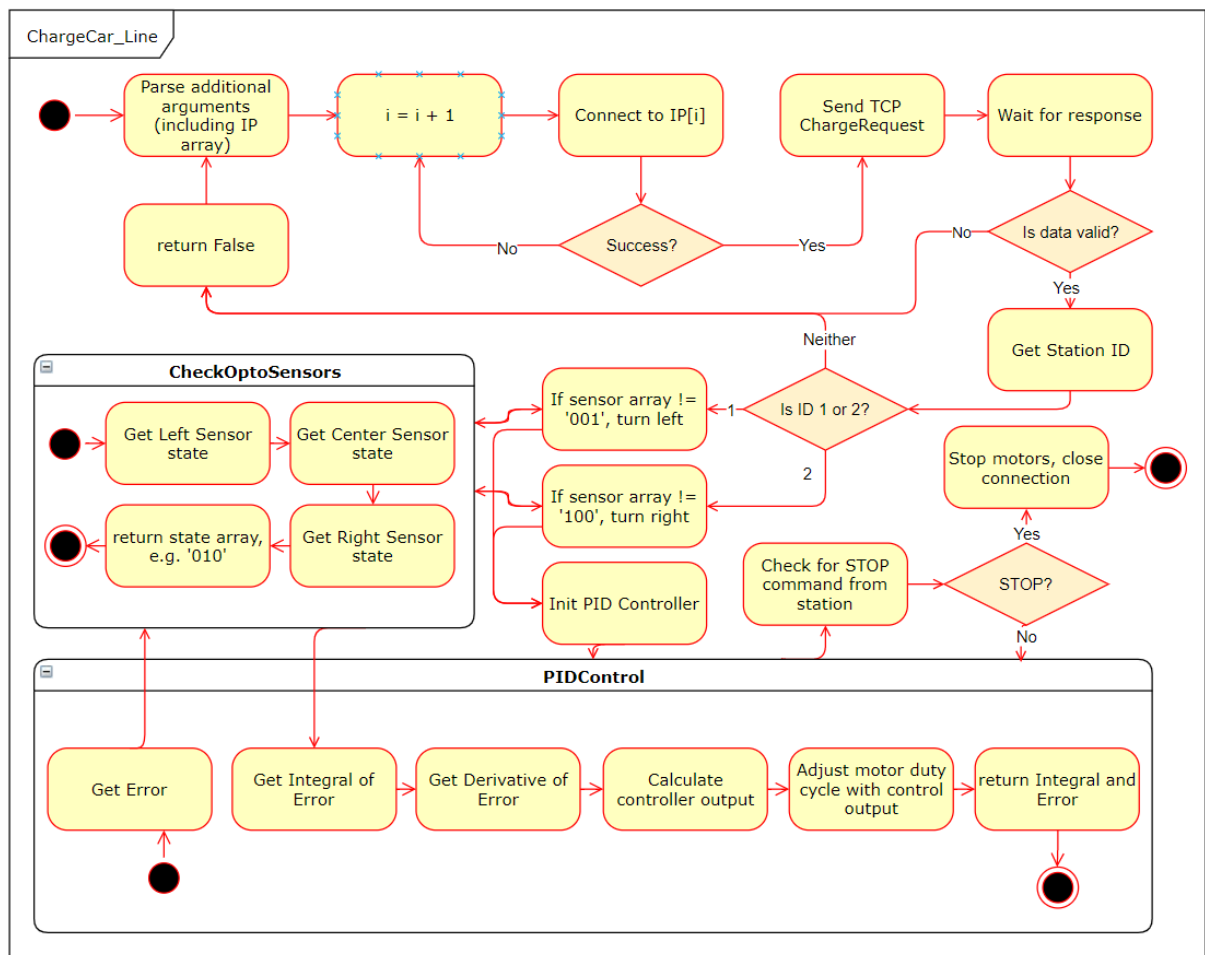 ChargeCar_Line
Parse additional
arguments
(including IP
array)
i = i + 1
Connect to IP[i]
Send TCP
ChargeRequest
Wait for response
return False
No
Success?
Yes
No
Is data valid?
Yes
Neither
Get Station ID
CheckOptoSensors
Get Left Sensor
state
Get Center Sensor
state
return state array,
e.g. '010'
Get Right Sensor
state
If sensor array !=
'001', turn left
1
Is ID 1 or 2?
2
If sensor array !=
'100', turn right
Init PID Controller
Stop motors, close
connection
Yes
Check for STOP
command from
station
STOP?
No
PIDControl
Get Error
Get Integral of
Error
Get Derivative of
Error
Calculate
controller output
Adjust motor duty
cycle with control
output
return Integral and
Error